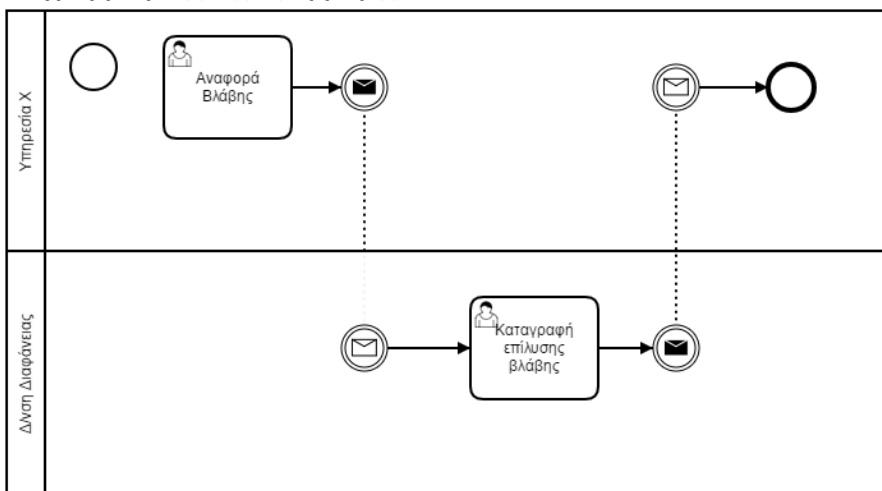 Υπηρεσία Χ
Αναφορά
Βλάβης
Δ/νση Διαφάνειας
Καταγραφή
επίλυσης
βλάβης